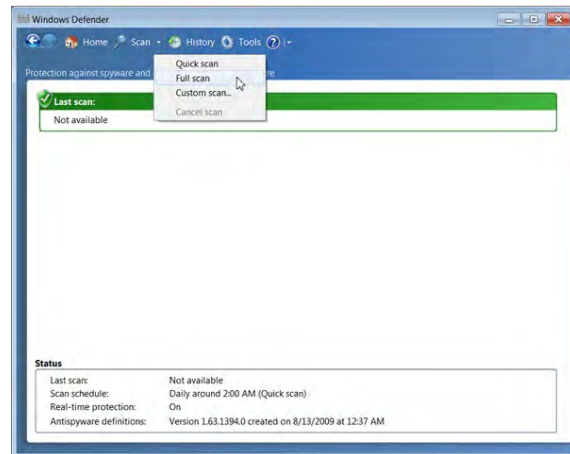 Windows Defender
Home Scan History Tools
Quick scan
Protection against spyware and re
Full scan
Custom scan...
Cancel scan
Last scan:
Not available
Status
Last scan: Not available
Scan schedule: Daily around 2:00 AM (Quick scan)
Real-time protection: On
Antispyware definitions: Version 1.63.1394.0 created on 8/13/2009 at 12:37 AM